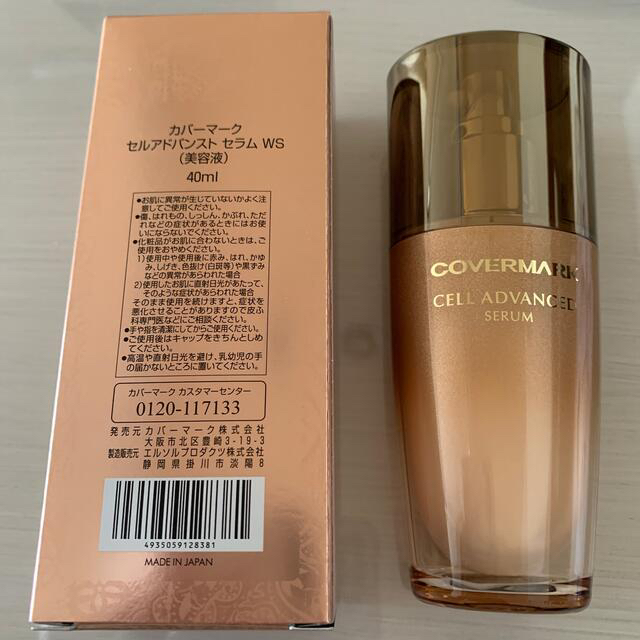 カバーマーク
セルアドバンスト セラム WS
(美容液)
40ml
●お肌に異常が生じていないかよく注
意してご使用ください。
●傷、はれもの、しっしん、かぶれ、ただ
れなどの症状があるときにはお使
いにならないでください。
●化粧品がお肌に合わないときは、ご使
用をおやめください。
1)使用中や使用後に赤み、はれ、かゆ
み、しげき、色抜け(白斑等)や黒ずみ
などの異常があらわれた場合
2)使用したお肌に直射日光があたって、
そのような症状があらわれた場合
そのまま使用を続けますと、症状を
悪化させることがありますので皮ふ
科専門医などにご相談ください。
●手や指を清潔にしてからご使用ください。
●ご使用後はキャップをきちんとしめ
てください。
●高温や直射日光を避け、乳幼児の手
の届かないところに置いてください。
カバーマーク カスタマーセンター
0120-117133
発売元 カバーマーク株式会社
大阪市北区豊崎3-19-3
製造販売元 エルソルプロダクツ株式会社
静岡県掛川市淡陽8
4935059128381
MADE IN JAPAN
COVERMARK
CELL ADVANCED
SERUM